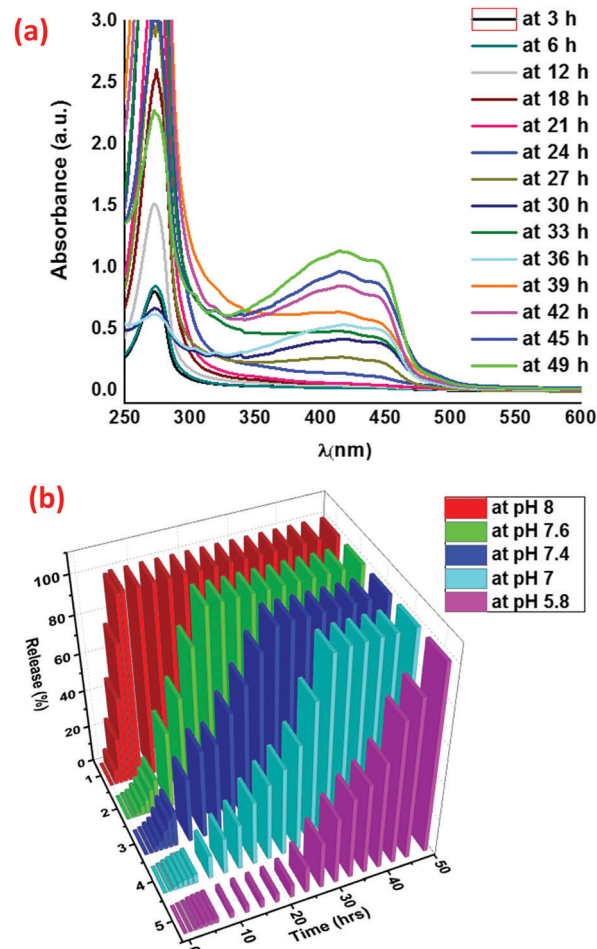 (a)
at 3 h
at 6 h
at 12 h
at 18 h
at 21 h
at 24 h
at 27 h
at 30 h
at 33 h
at 36 h
at 39 h
at 42 h
at 45 h
at 49 h
Absorbance (a.u.)
3.0
2.5
2.0
1.5
1.0
0.5
0.0
250 300 350 400 450 500 550 600
λ(nm)
(b)
at pH 8
at pH 7.6
at pH 7.4
at pH 7
at pH 5.8
Release (%)
100
80
60
40
20
0
1
2
3
4
5
0 10 20 30 40 50
Time (hrs)